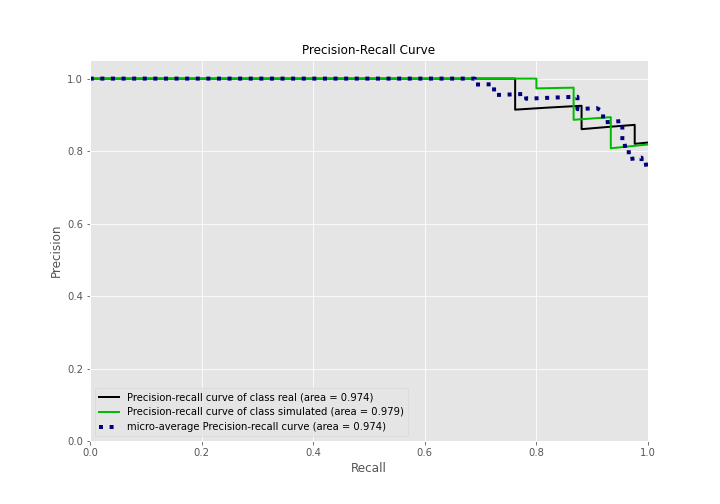 Precision-Recall Curve
1.0
0.8
0.6
0.4
0.2
0.0
Precision
Precision-recall curve of class real (area = 0.974)
Precision-recall curve of class simulated (area = 0.979)
micro-average Precision-recall curve (area = 0.974)
0.0 0.2 0.4 0.6 0.8 1.0
Recall